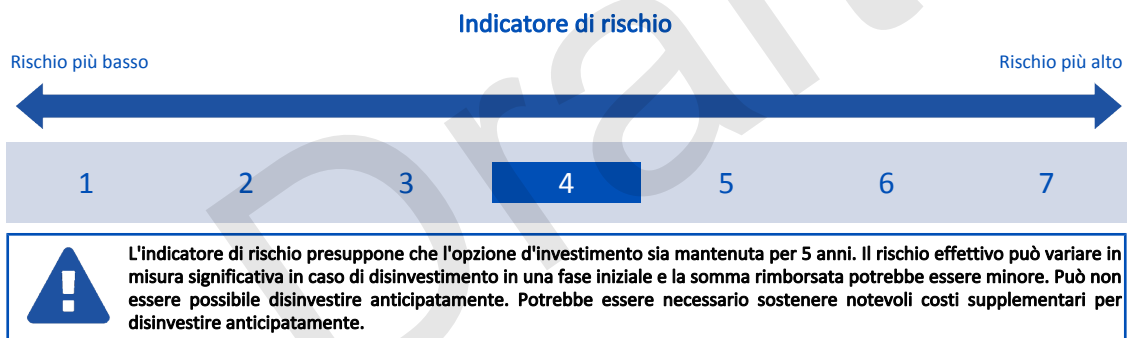 Indicatore di rischio
Rischio più basso
Rischio più alto
1 2 3 4 5 6 7
L'indicatore di rischio presuppone che l'opzione d'investimento sia mantenuta per 5 anni. Il rischio effettivo può variare in
misura significativa in caso di disinvestimento in una fase iniziale e la somma rimborsata potrebbe essere minore. Può non
essere possibile disinvestire anticipatamente. Potrebbe essere necessario sostenere notevoli costi supplementari per
disinvestire anticipatamente.
Draft